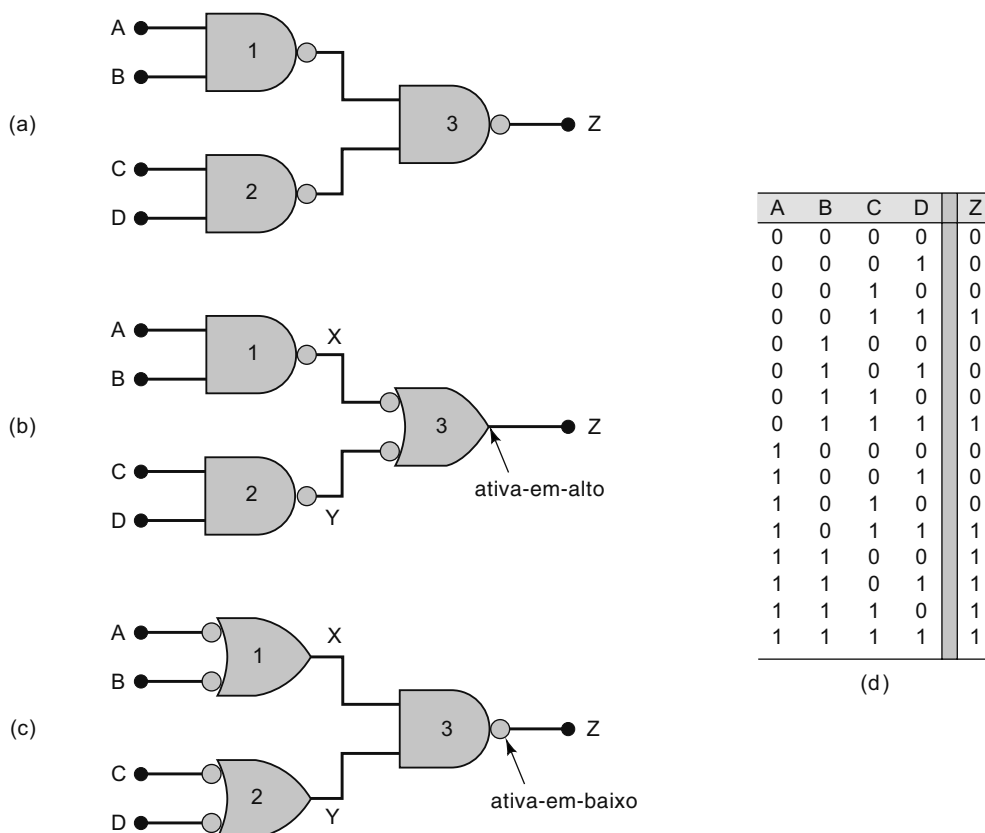 (a)
A
B
1
C
D
2
3
Z
(b)
A
B
1
X
C
D
2
Y
3
Z
ativa-em-alto
(c)
A
B
1
X
C
D
2
Y
3
Z
ativa-em-baixo
A B C D Z
0 0 0 0 0
0 0 0 1 0
0 0 1 0 0
0 0 1 1 1
0 1 0 0 0
0 1 0 1 0
0 1 1 0 0
0 1 1 1 1
1 0 0 0 0
1 0 0 1 0
1 0 1 0 0
1 0 1 1 1
1 1 0 0 1
1 1 0 1 1
1 1 1 0 1
1 1 1 1 1
(d)